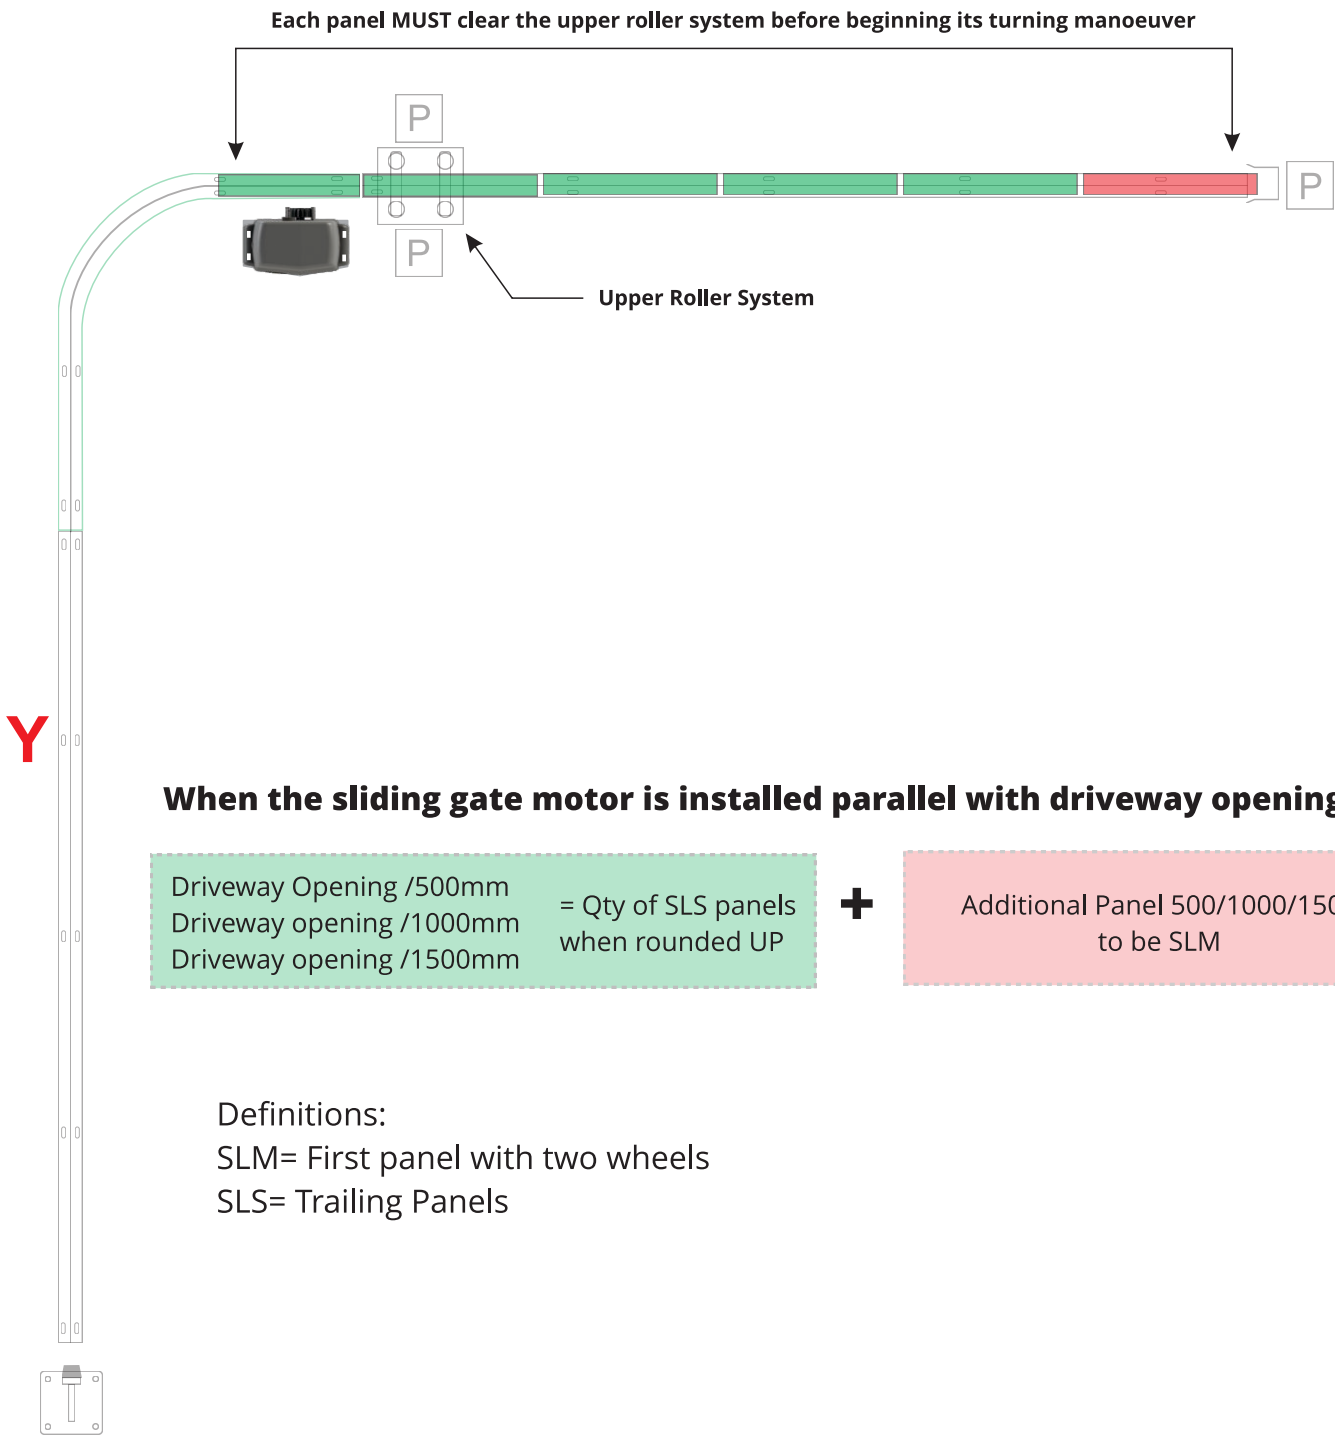 Each panel MUST clear the upper roller system before beginning its turning manoeuver
P
P
P
Upper Roller System
Y
When the sliding gate motor is installed parallel with driveway opening
Driveway Opening /500mm
Driveway opening /1000mm
Driveway opening /1500mm
= Qty of SLS panels
when rounded UP
+
Additional Panel 500/1000/150
to be SLM
Definitions:
SLM= First panel with two wheels
SLS= Trailing Panels